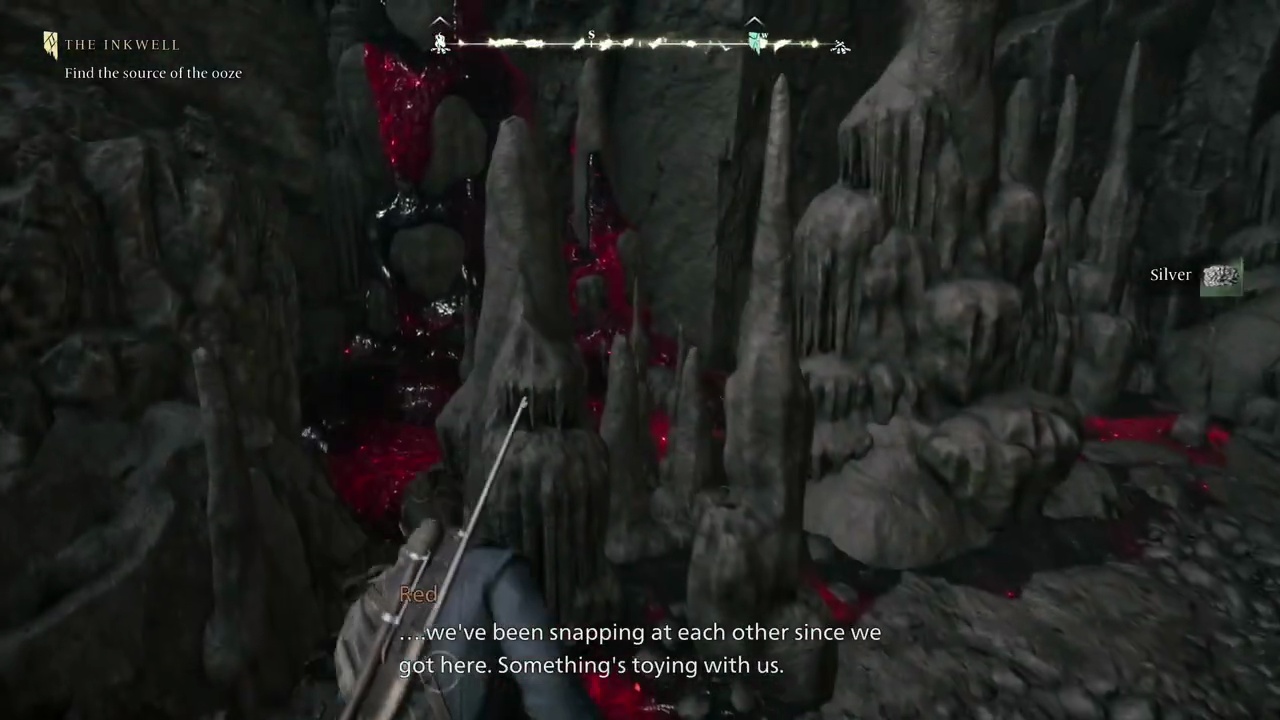 THE INKWELL
Find the source of the ooze
S
W
Silver
Red
....we've been snapping at each other since we
got here. Something's toying with us.